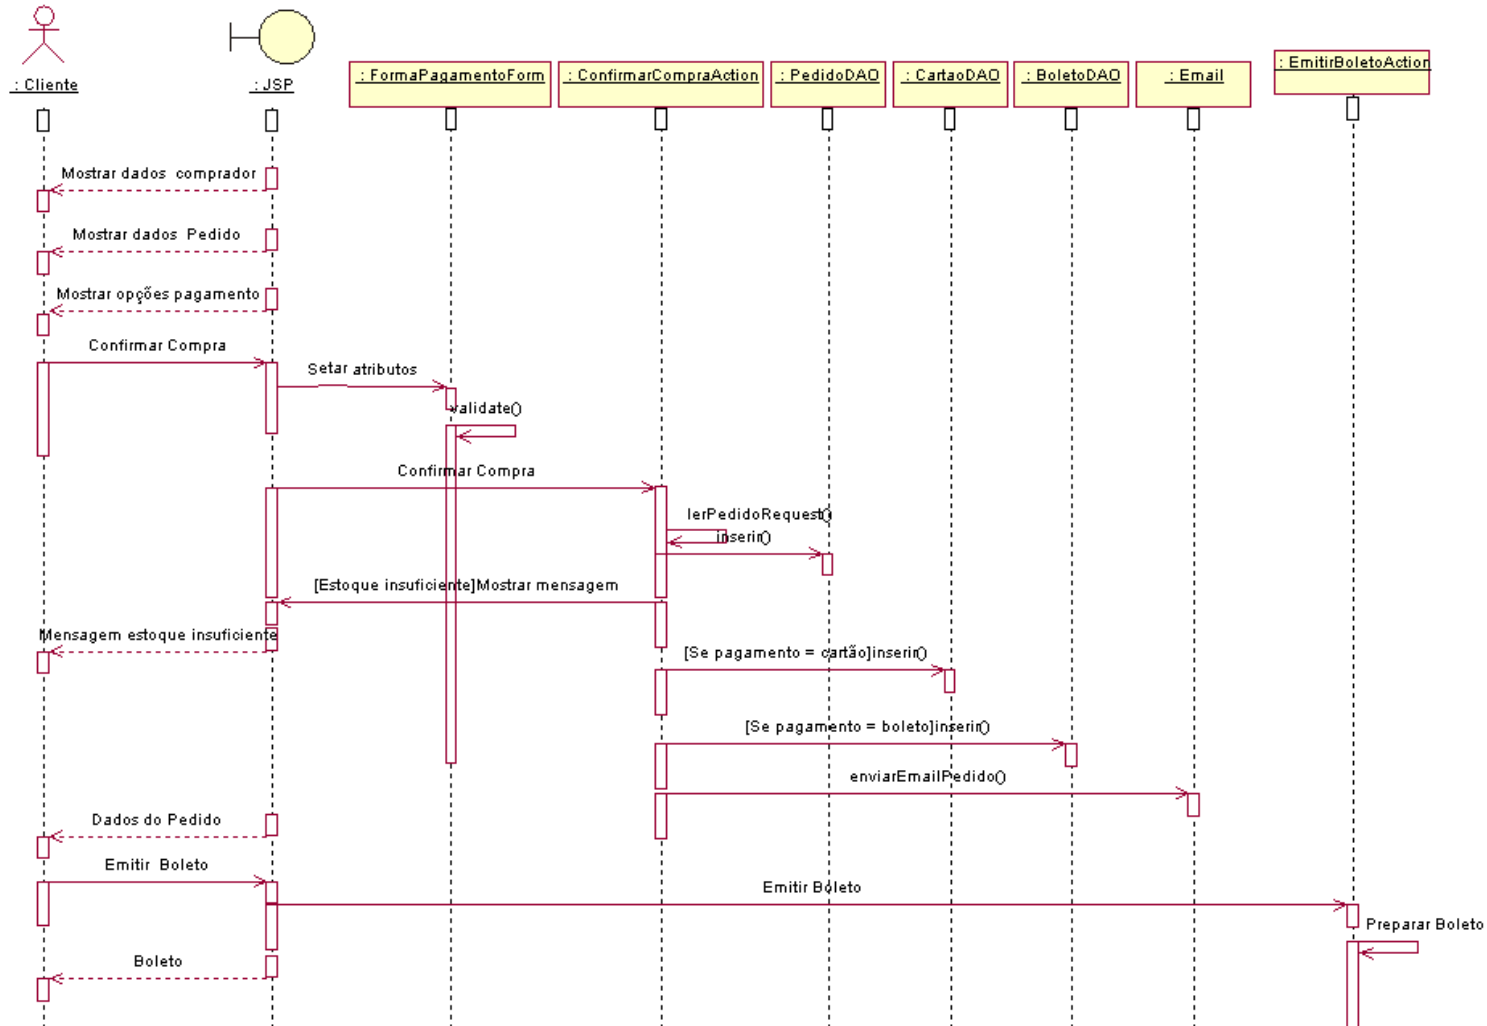 : Cliente
: JSP
: FormaPagamentoForm
: ConfirmarCompraAction
: PedidoDAO
: CartaoDAO
: BoletoDAO
: Email
: EmitirBoletoAction
Mostrar dados comprador
Mostrar dados Pedido
Mostrar opções pagamento
Confirmar Compra
Setar atributos
validate()
Confirmar Compra
lerPedidoRequest()
inserir()
[Estoque insuficiente]Mostrar mensagem
Mensagem estoque insuficiente
[Se pagamento = cartão]inserir()
[Se pagamento = boleto]inserir()
enviarEmailPedido()
Dados do Pedido
Emitir Boleto
Emitir Boleto
Preparar Boleto
Boleto